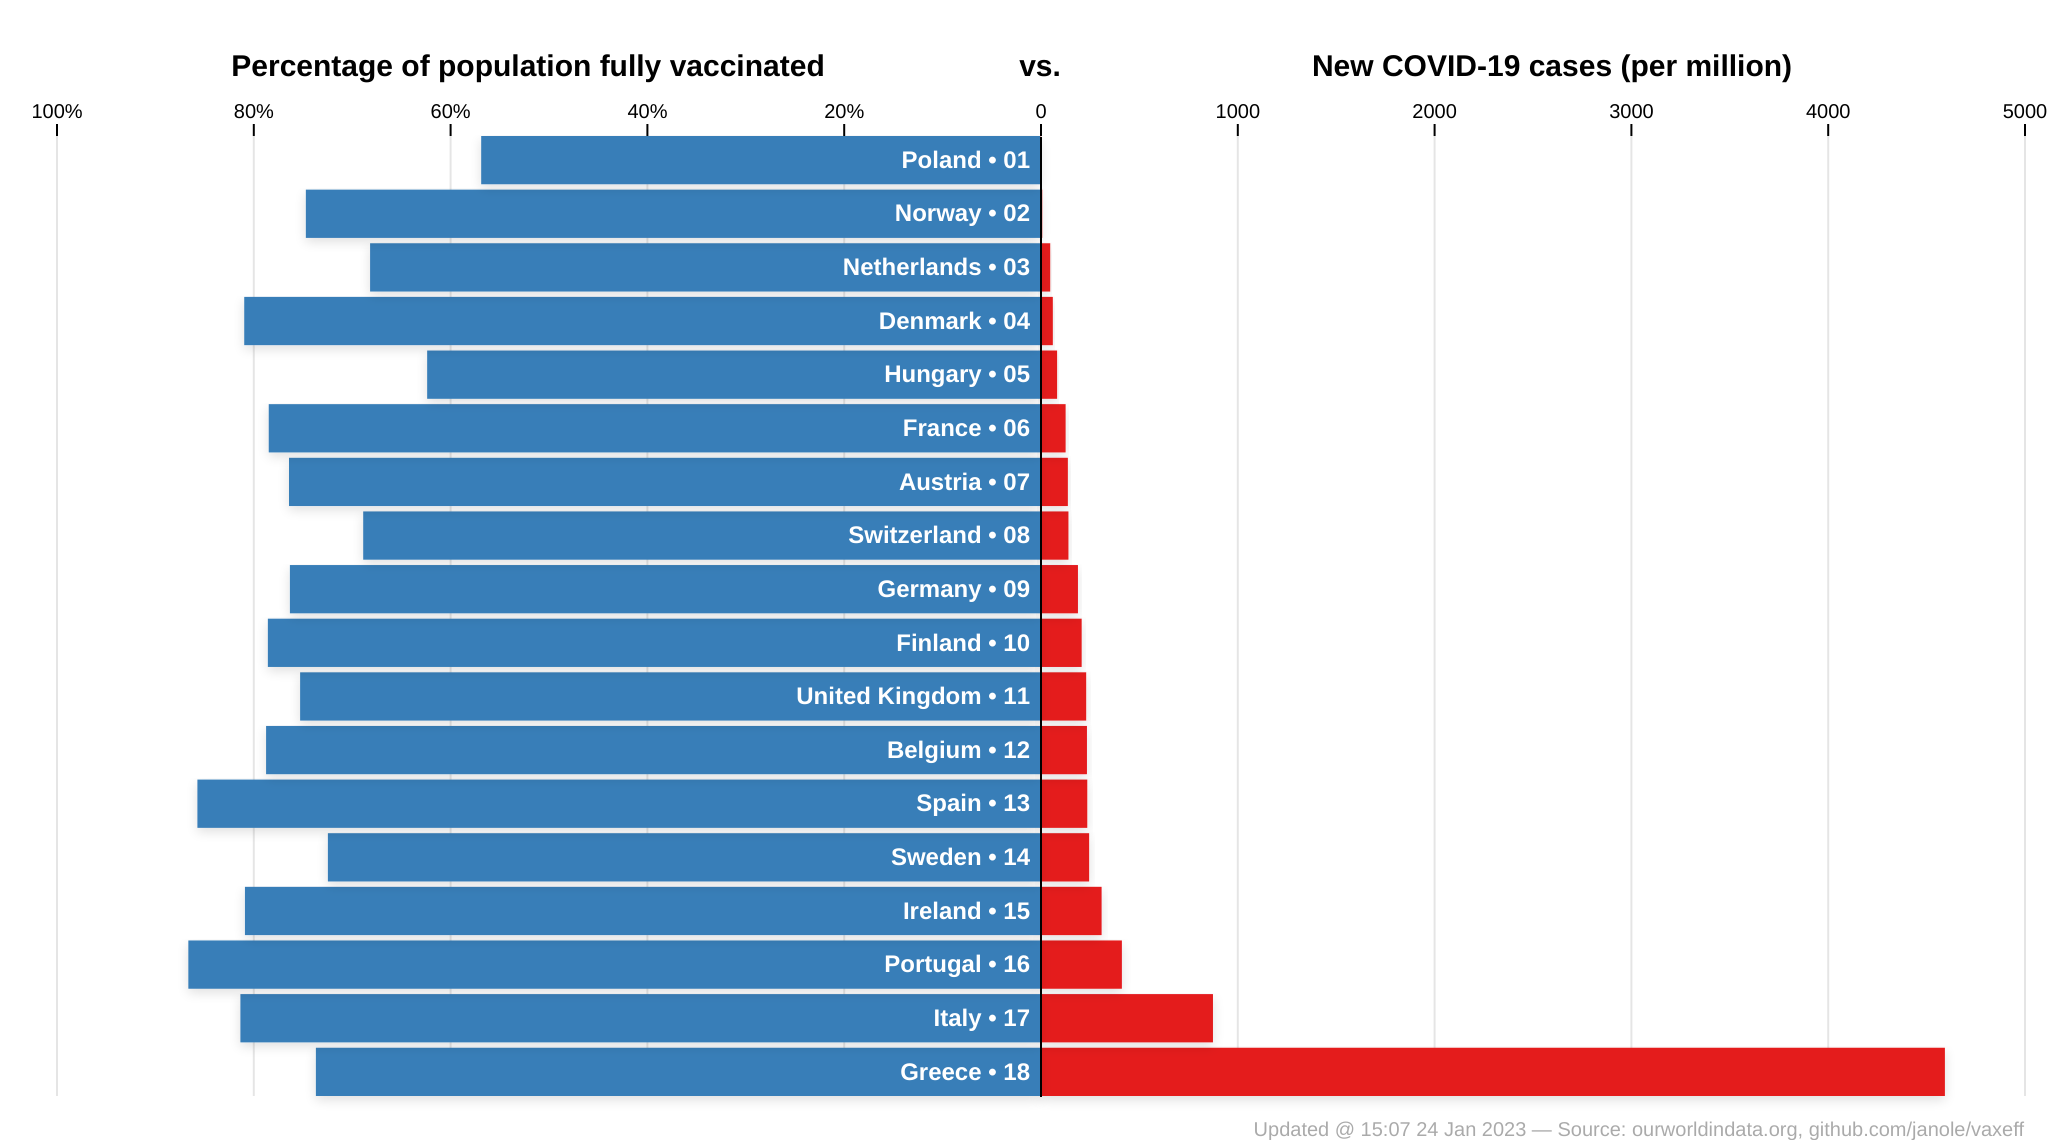 Percentage of population fully vaccinated vs. New COVID-19 cases (per million)
100% 80% 60% 40% 20% 0 1000 2000 3000 4000 5000
Poland • 01
Norway • 02
Netherlands • 03
Denmark • 04
Hungary • 05
France • 06
Austria • 07
Switzerland • 08
Germany • 09
Finland • 10
United Kingdom • 11
Belgium • 12
Spain • 13
Sweden • 14
Ireland • 15
Portugal • 16
Italy • 17
Greece • 18
Updated @ 15:07 24 Jan 2023 — Source: ourworldindata.org, github.com/janole/vaxeff